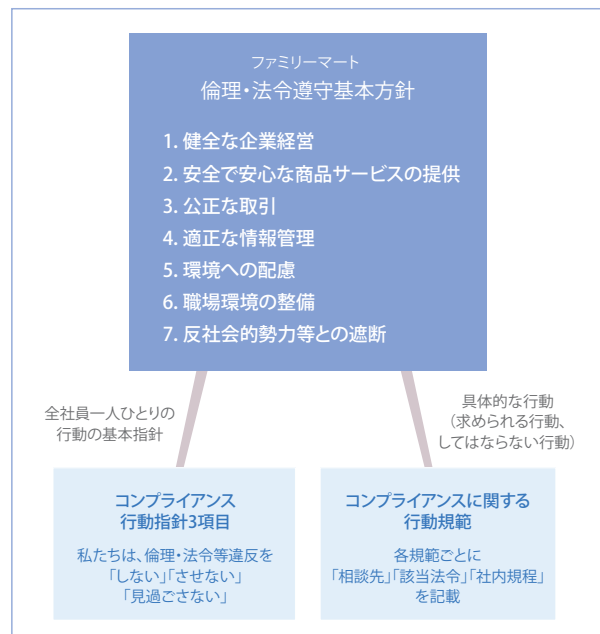 ファミリーマート
倫理・法令遵守基本方針
1. 健全な企業経営
2. 安全で安心な商品サービスの提供
3. 公正な取引
4. 適正な情報管理
5. 環境への配慮
6. 職場環境の整備
7. 反社会的勢力等との遮断
全社員一人ひとりの
行動の基本指針
具体的な行動
（求められる行動、
してはならない行動）
コンプライアンス
行動指針3項目
私たちは、倫理・法令等違反を
「しない」「させない」
「見過ごさない」
コンプライアンスに関する
行動規範
各規範ごとに
「相談先」「該当法令」「社内規程」
を記載